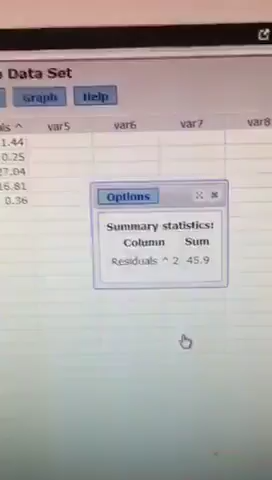 Data Set
Graph Help
^ var5 var6 var7 var8
1.44
0.25
16.81
0.36
Options
Summary statistics:
Column Sum
Residuals ^ 2 45.9